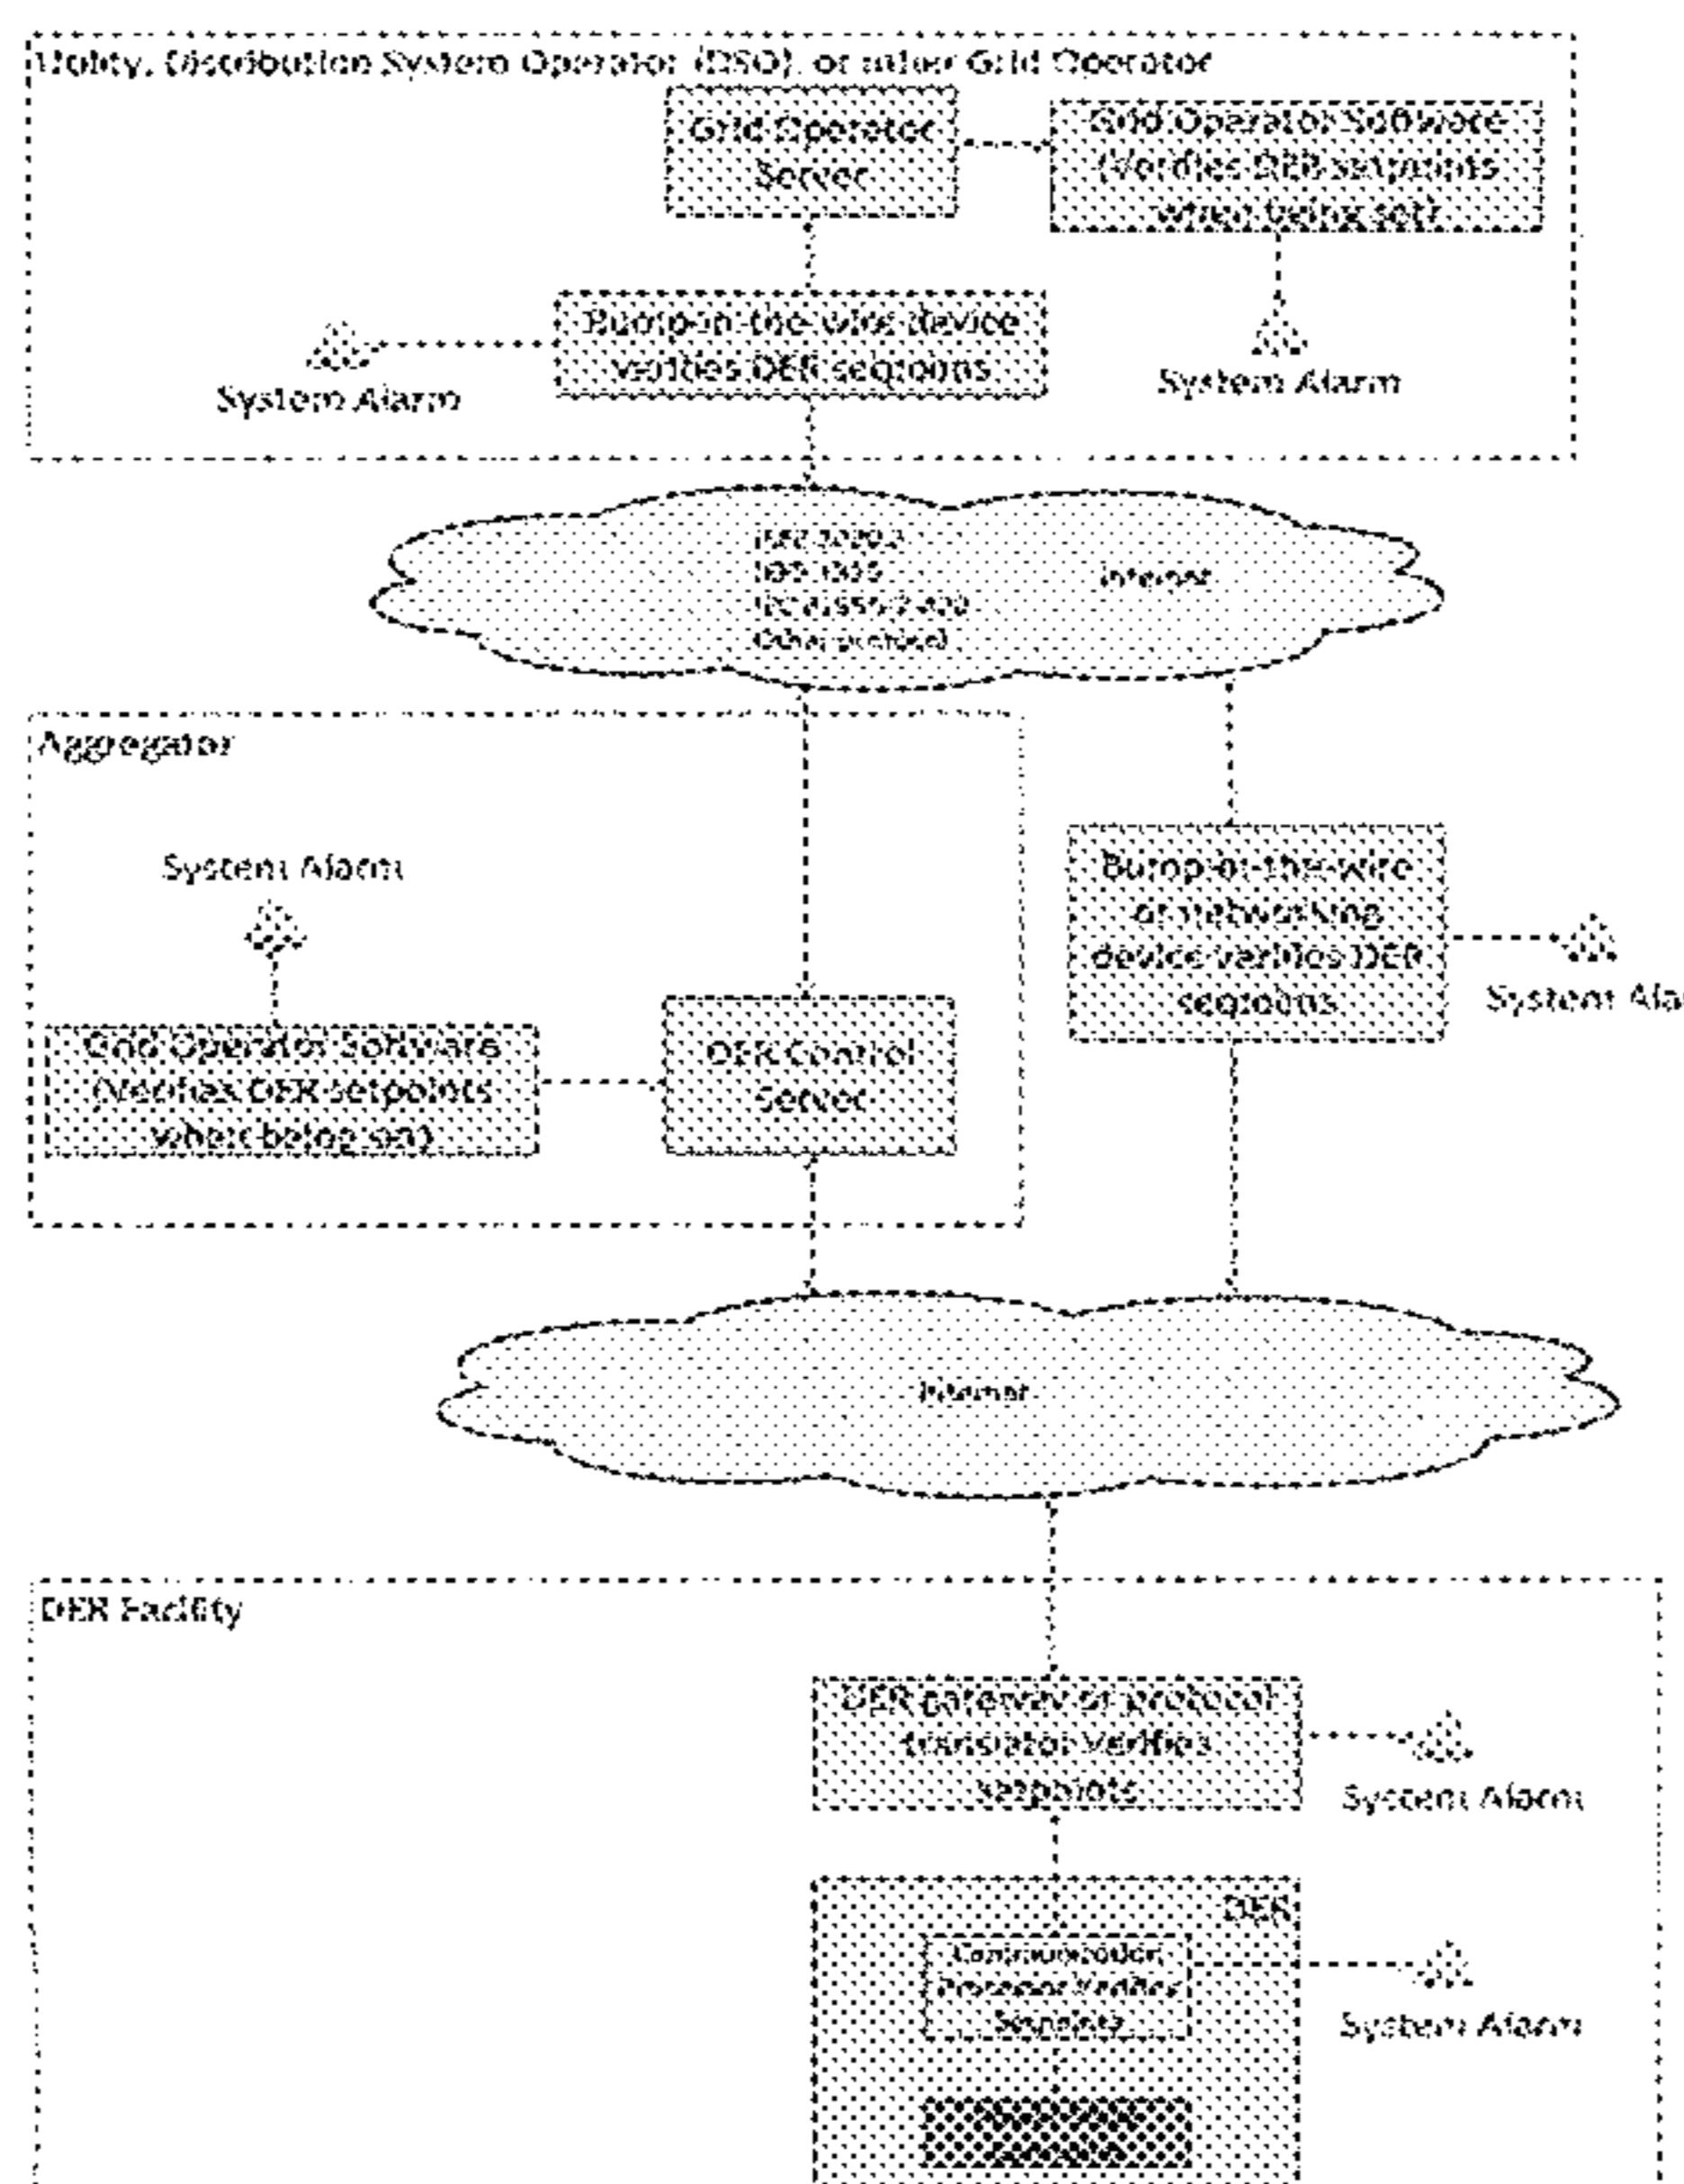 Utility, Distribution System Operator (DSO), or other Grid Operator
Grid Operator
Server
Grid Operator Software
(Verifies DER setpoints
when being set)
Bump-in-the-wire device
verifies DER
System Alarm
System Alarm
Internet
Other protocol
Aggregator
System Alarm
Bump-in-the-wire
or networking
device verifies DER
System Ala
Grid Operator Software
(Verifies DER setpoints
when being set)
DER Control
Server
Internet
DER Facility
DER gateway or protocol
translator Verifies
setpoints
System Alarm
DER
Communication
Processor Verifies
Setpoints
System Alarm